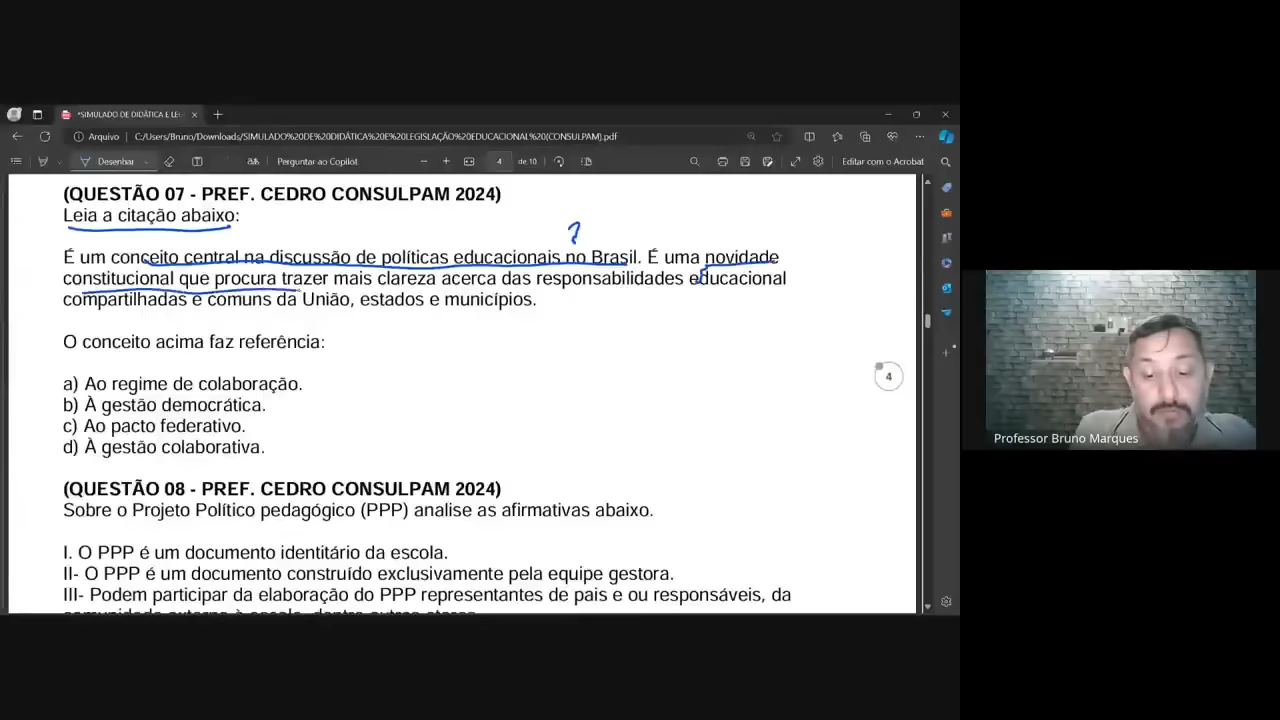 *SIMULADO DE DIDÁTICA E LEG
Arquivo
C:/Users/Bruno/Downloads/SIMULADO%20DE%20DIDÁTICA%20E%20LEGISLAÇÃO%20EDUCACIONAL%20(CONSULPAM).pdf
Desenhar
Perguntar ao Copilot
4
de 10
Editar com o Acrobat
(QUESTÃO 07 - PREF. CEDRO CONSULPAM 2024)
Leia a citação abaixo:
É um conceito central na discussão de políticas educacionais no Brasil. É uma novidade
constitucional que procura trazer mais clareza acerca das responsabilidades educacional
compartilhadas e comuns da União, estados e municípios.
O conceito acima faz referência:
a) Ao regime de colaboração.
b) À gestão democrática.
c) Ao pacto federativo.
d) À gestão colaborativa.
4
(QUESTÃO 08 - PREF. CEDRO CONSULPAM 2024)
Sobre o Projeto Político pedagógico (PPP) analise as afirmativas abaixo.
I. O PPP é um documento identitário da escola.
II- O PPP é um documento construído exclusivamente pela equipe gestora.
III- Podem participar da elaboração do PPP representantes de pais e ou responsáveis, da
Professor Bruno Marques